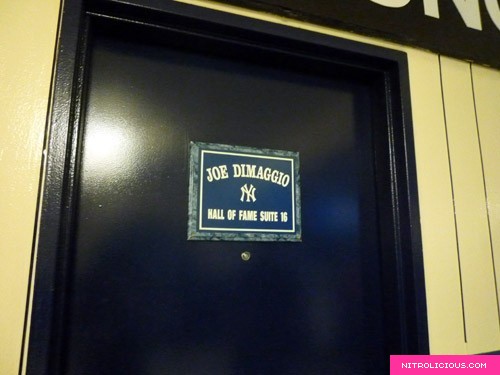 JOE DIMAGGIO
NY
HALL OF FAME SUITE 16
NITROLICIOUS.COM